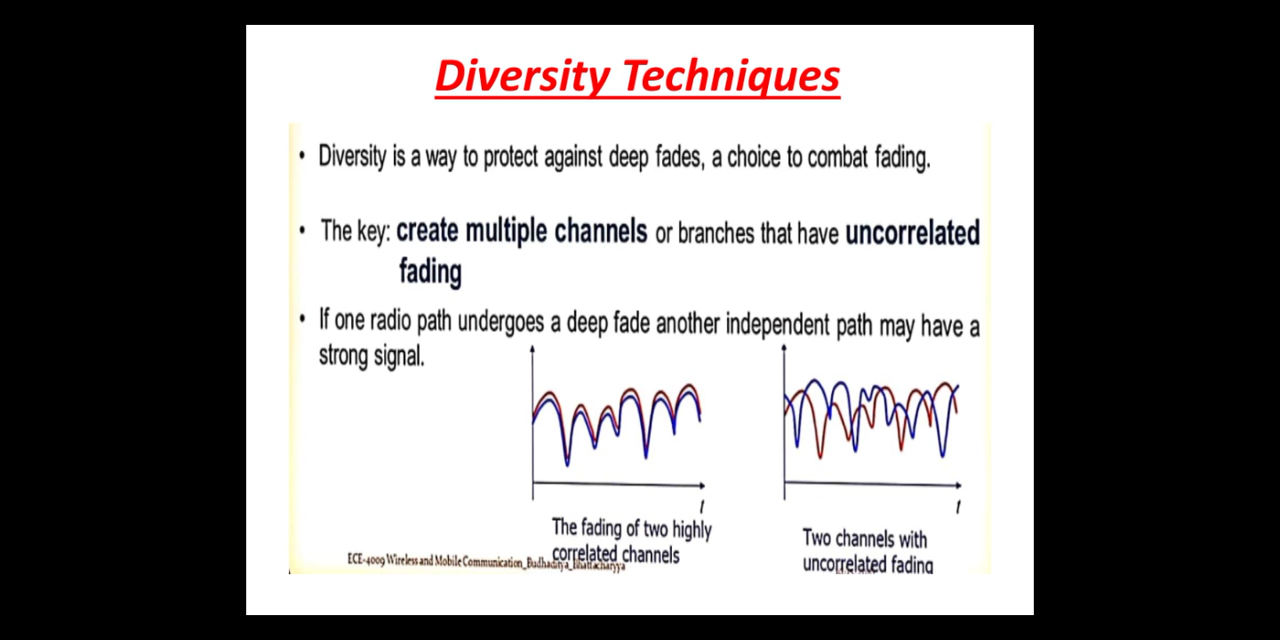 Diversity Techniques
• Diversity is a way to protect against deep fades, a choice to combat fading.
• The key: create multiple channels or branches that have uncorrelated
fading
• If one radio path undergoes a deep fade another independent path may have a
strong signal.
t
t
The fading of two highly
correlated channels
Two channels with
uncorrelated fading
ECE-4009 Wireless and Mobile Communication_Budhaditya_Bhattacharyya